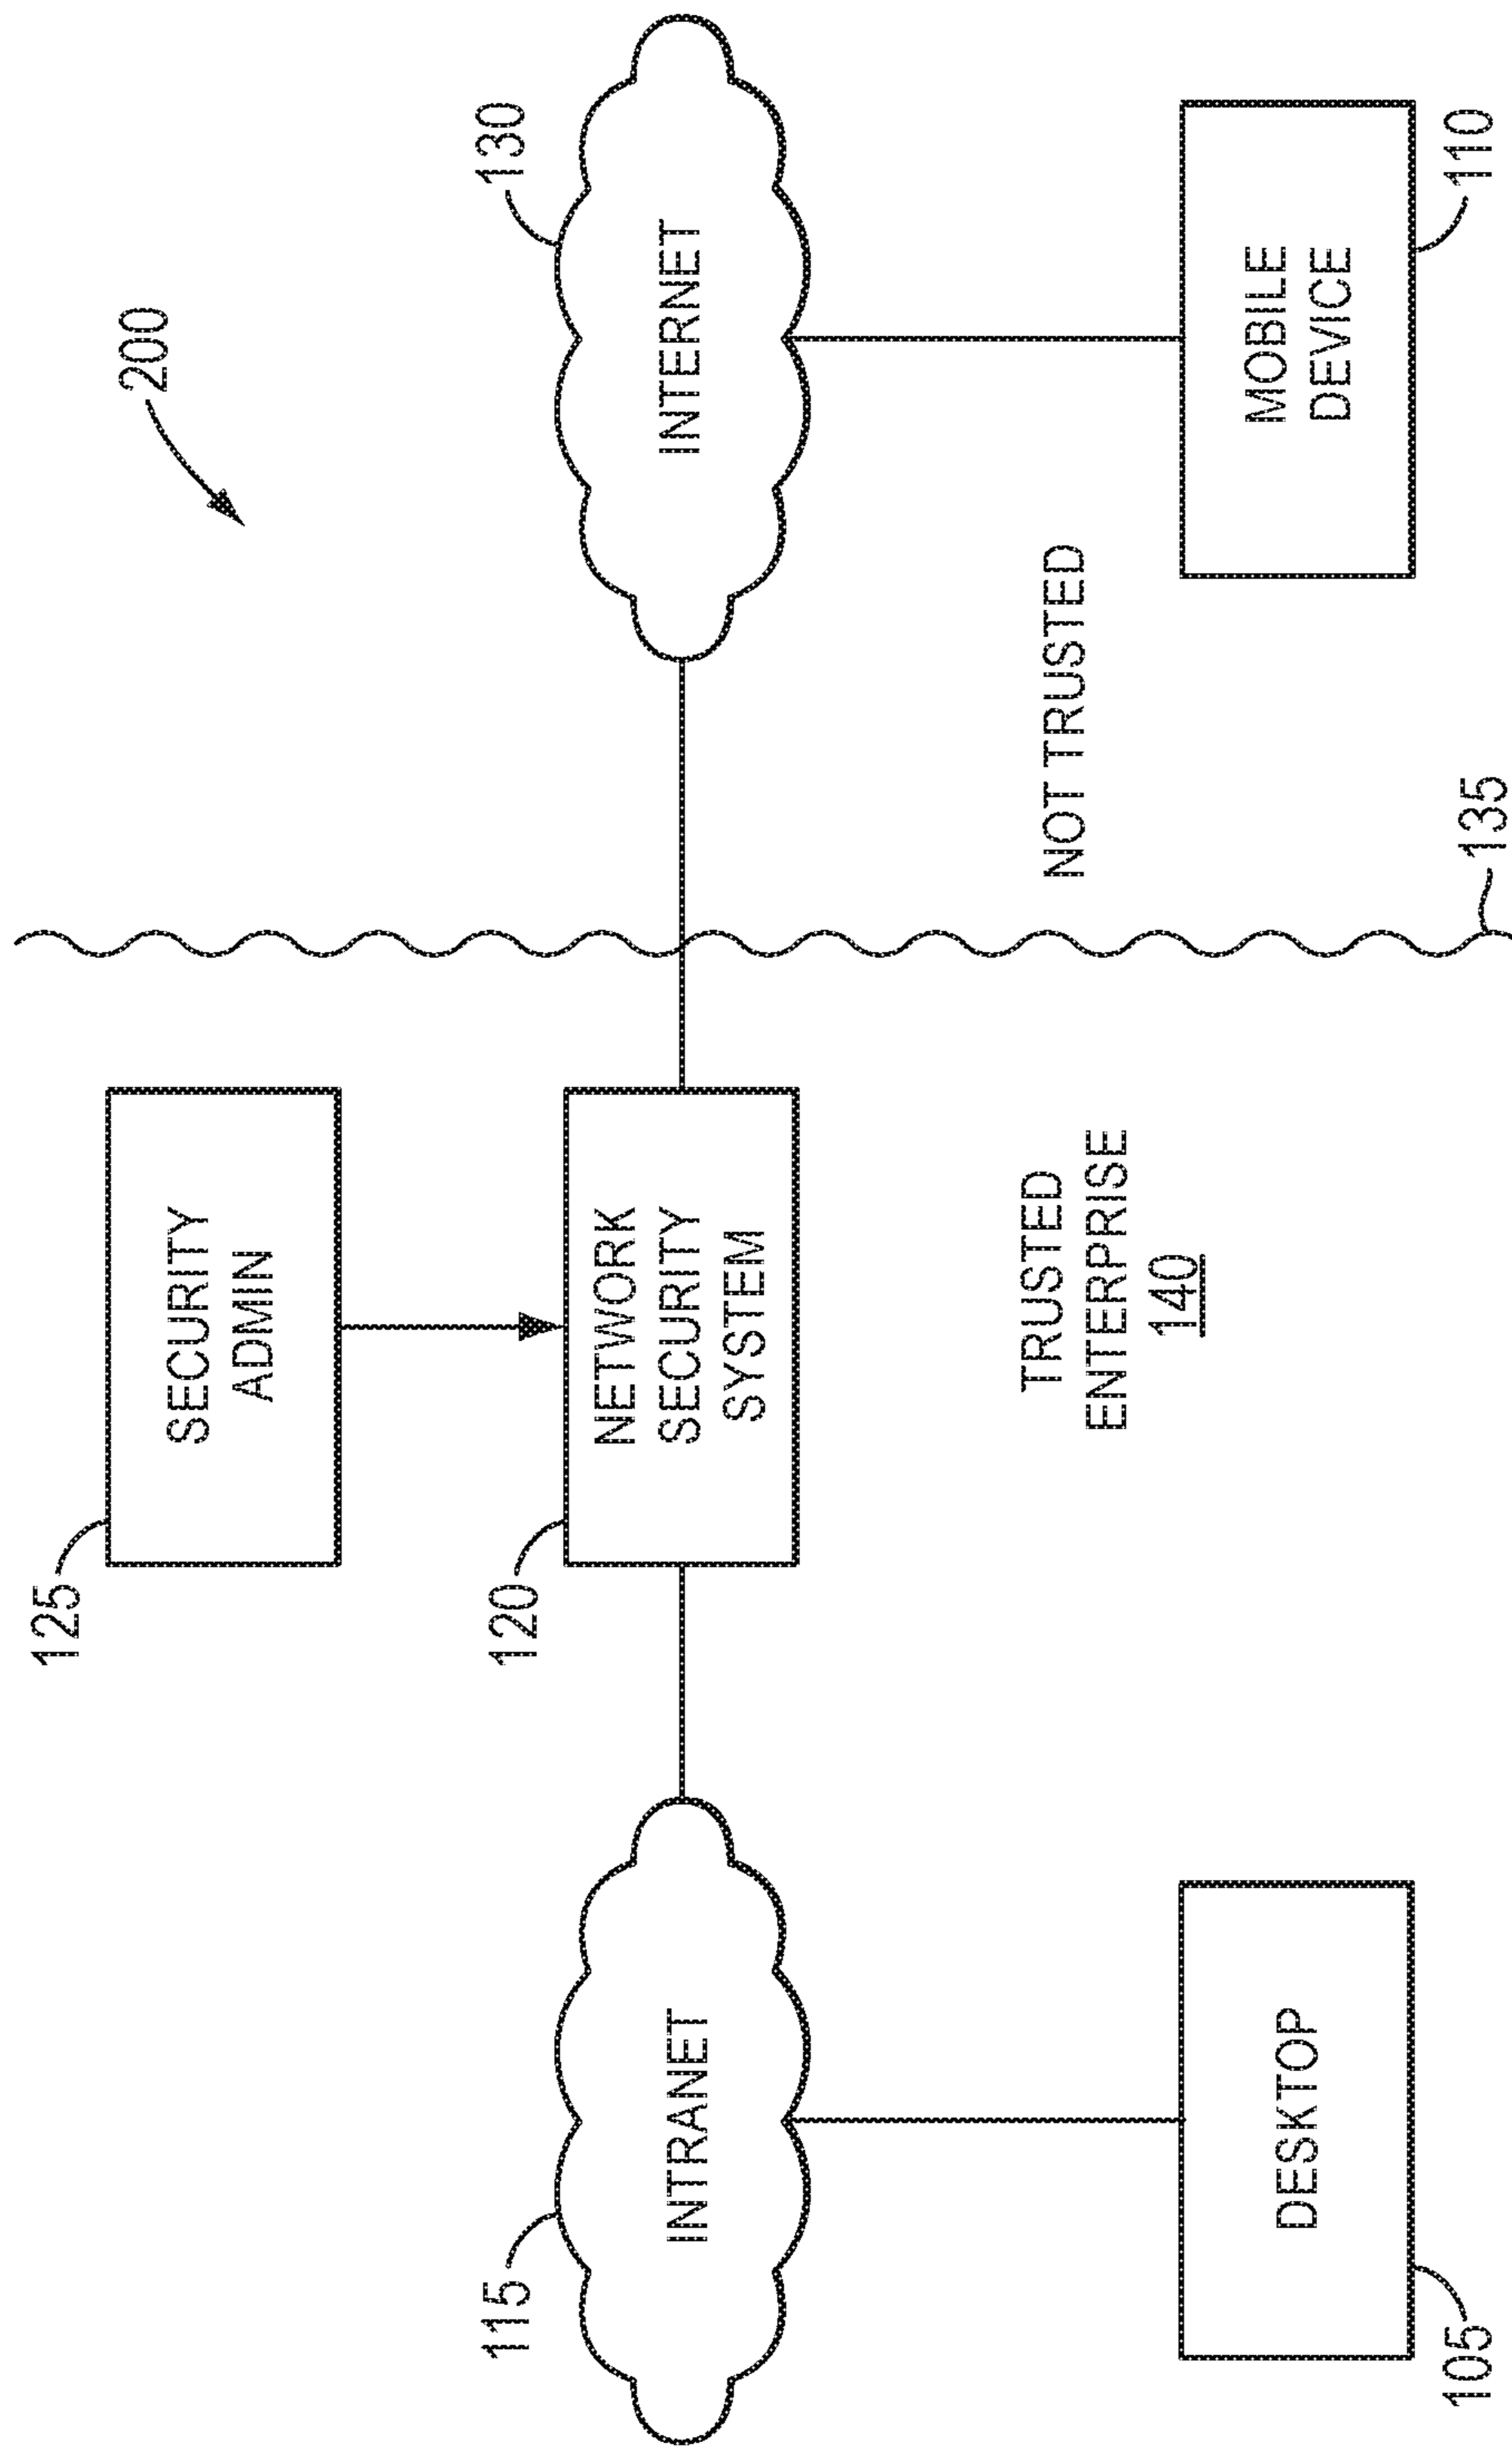 200
125
SECURITY
ADMIN
115
INTRANET
120
NETWORK
SECURITY
SYSTEM
130
INTERNET
TRUSTED
ENTERPRISE
140
NOT TRUSTED
DESKTOP
105
MOBILE
DEVICE
110
135